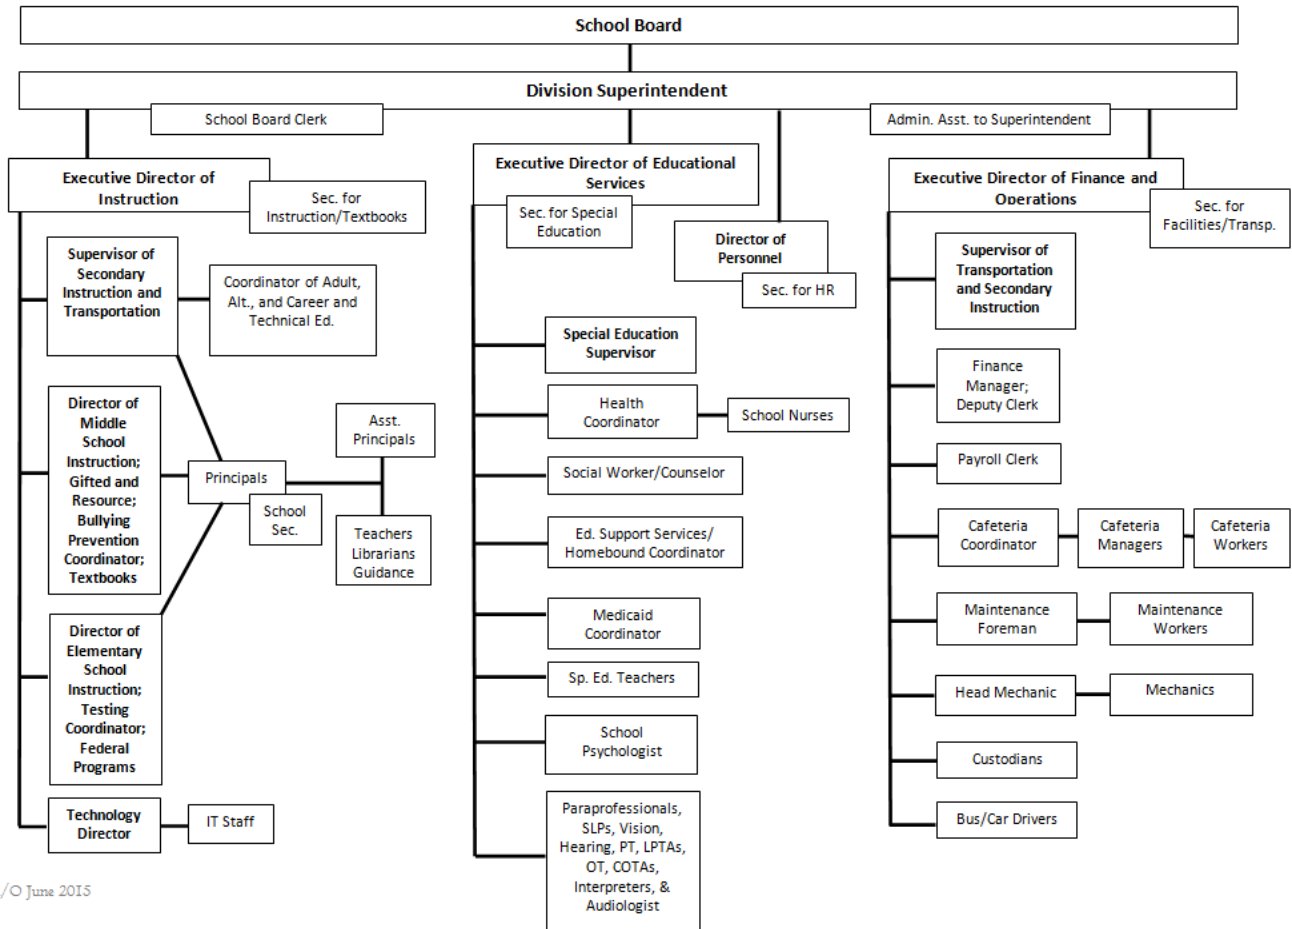 School Board
Division Superintendent
School Board Clerk
Admin. Asst. to Superintendent
Executive Director of
Instruction
Sec. for
Instruction/Textbooks
Supervisor of
Secondary
Instruction and
Transportation
Coordinator of Adult,
Alt., and Career and
Technical Ed.
Director of
Middle
School
Instruction;
Gifted and
Resource;
Bullying
Prevention
Coordinator;
Textbooks
Principals
School
Sec.
Asst.
Principals
Teachers
Librarians
Guidance
Director of
Elementary
School
Instruction;
Testing
Coordinator;
Federal
Programs
Technology
Director
IT Staff
Executive Director of Educational
Services
Sec. for Special
Education
Director of
Personnel
Sec. for HR
Special Education
Supervisor
Health
Coordinator
School Nurses
Social Worker/Counselor
Ed. Support Services/
Homebound Coordinator
Medicaid
Coordinator
Sp. Ed. Teachers
School
Psychologist
Paraprofessionals,
SLPs, Vision,
Hearing, PT, LPTAs,
OT, COTAs,
Interpreters, &
Audiologist
Executive Director of Finance and
Operations
Sec. for
Facilities/Transp.
Supervisor of
Transportation
and Secondary
Instruction
Finance
Manager;
Deputy Clerk
Payroll Clerk
Cafeteria
Coordinator
Cafeteria
Managers
Cafeteria
Workers
Maintenance
Foreman
Maintenance
Workers
Head Mechanic
Mechanics
Custodians
Bus/Car Drivers
/O June 2015